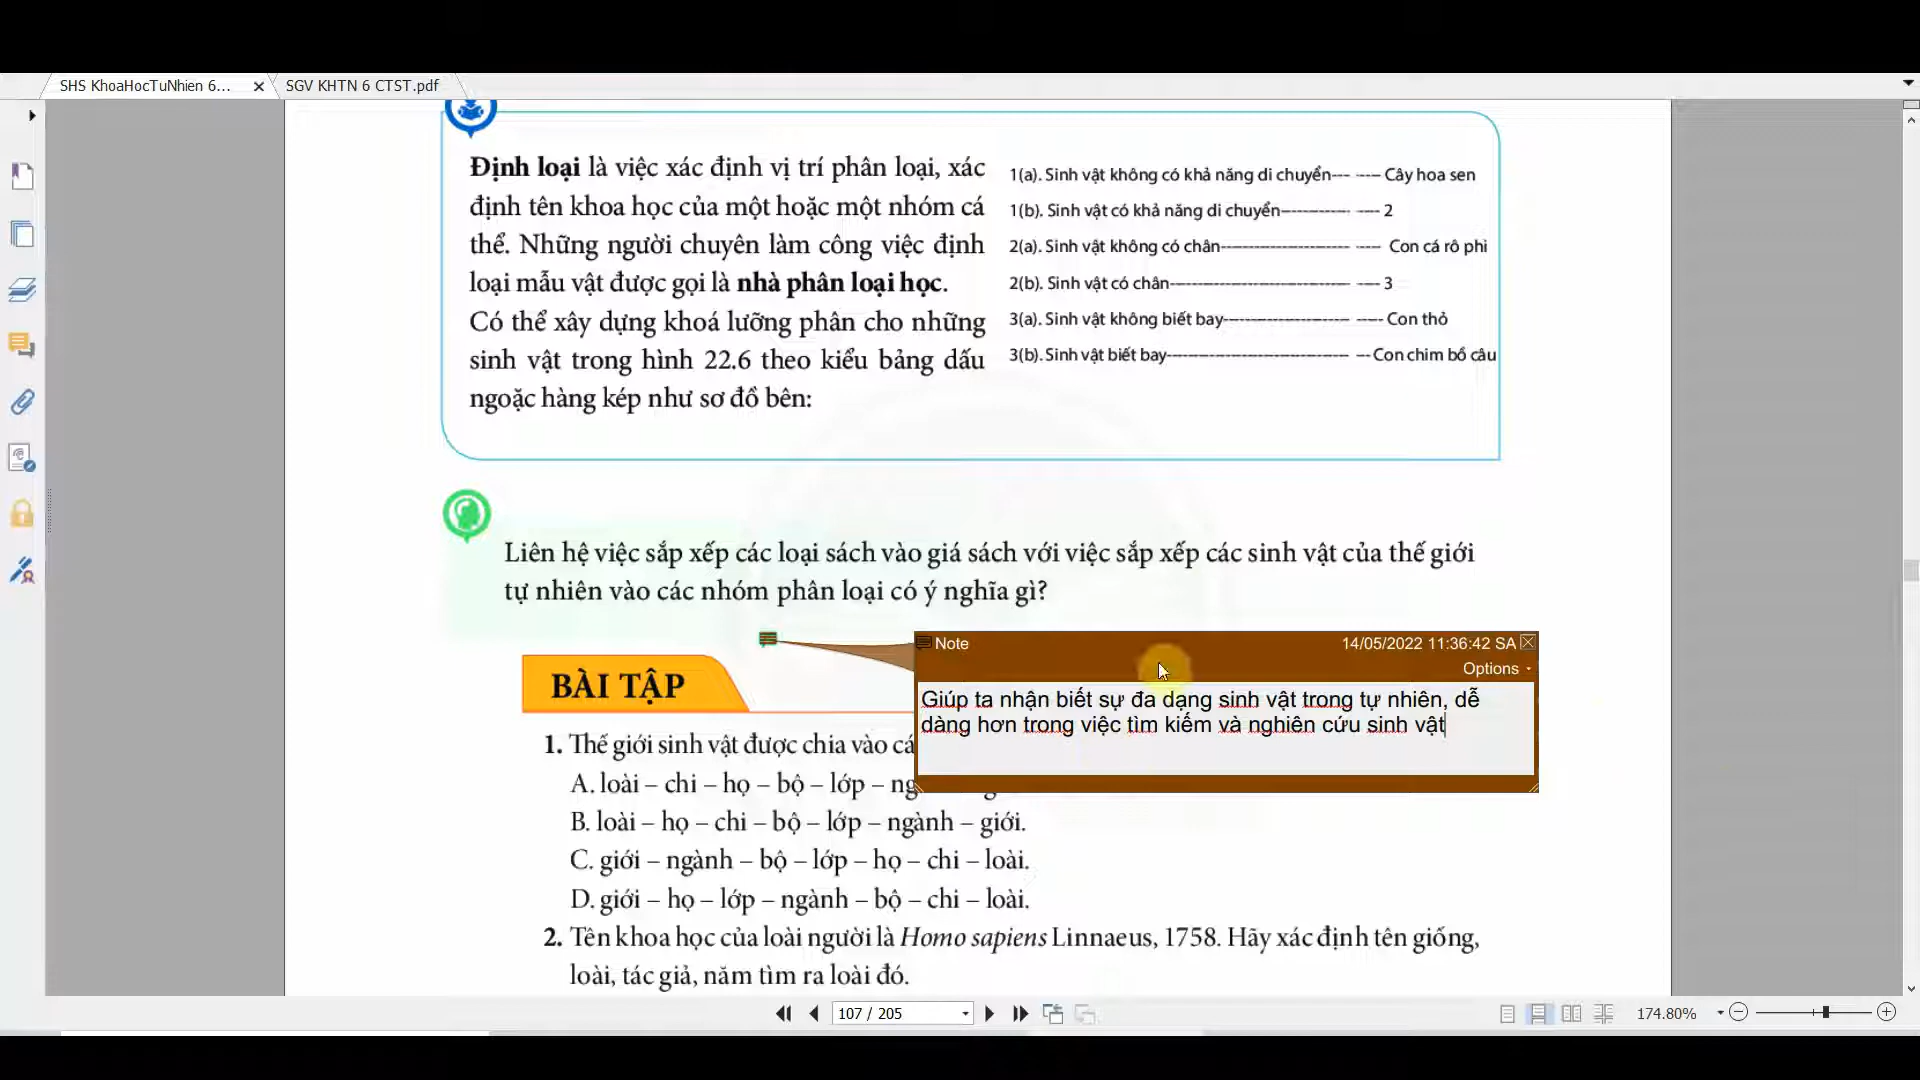 SHS KhoaHocTuNhien 6...
SGV KHTN 6 CTST.pdf
Định loại là việc xác định vị trí phân loại, xác
định tên khoa học của một hoặc một nhóm cá
thể. Những người chuyên làm công việc định
loại mẫu vật được gọi là nhà phân loại học.
Có thể xây dựng khoá lưỡng phân cho những
sinh vật trong hình 22.6 theo kiểu bảng dấu
ngoặc hàng kép như sơ đồ bên:
1(a). Sinh vật không có khả năng di chuyển--- ---- Cây hoa sen
1(b). Sinh vật có khả năng di chuyển------------ ---- 2
2(a). Sinh vật không có chân---------------------- ---- Con cá rô phi
2(b). Sinh vật có chân------------------------------- ---- 3
3(a). Sinh vật không biết bay---------------------- ---- Con thỏ
3(b). Sinh vật biết bay------------------------------- --- Con chim bồ câu
Liên hệ việc sắp xếp các loại sách vào giá sách với việc sắp xếp các sinh vật của thế giới
tự nhiên vào các nhóm phân loại có ý nghĩa gì?
Note 14/05/2022 11:36:42 SA
Options
Giúp ta nhận biết sự đa dạng sinh vật trong tự nhiên, dễ
dàng hơn trong việc tìm kiếm và nghiên cứu sinh vật
BÀI TẬP
1. Thế giới sinh vật được chia vào cá
A. loài – chi – họ – bộ – lớp – ng
B. loài – họ – chi – bộ – lớp – ngành – giới.
C. giới – ngành – bộ – lớp – họ – chi – loài.
D. giới – họ – lớp – ngành – bộ – chi – loài.
2. Tên khoa học của loài người là Homo sapiens Linnaeus, 1758. Hãy xác định tên giống,
loài, tác giả, năm tìm ra loài đó.
107 / 205
174.80%